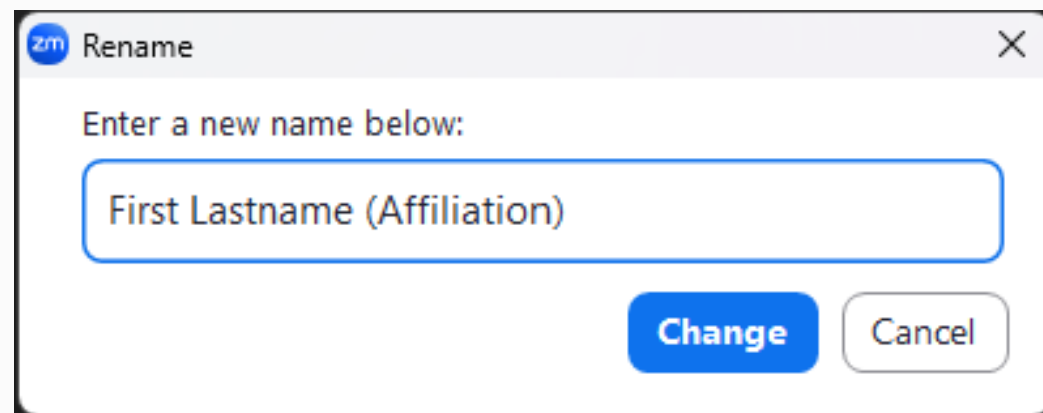 zm Rename
Enter a new name below:
First Lastname (Affiliation)
Change Cancel